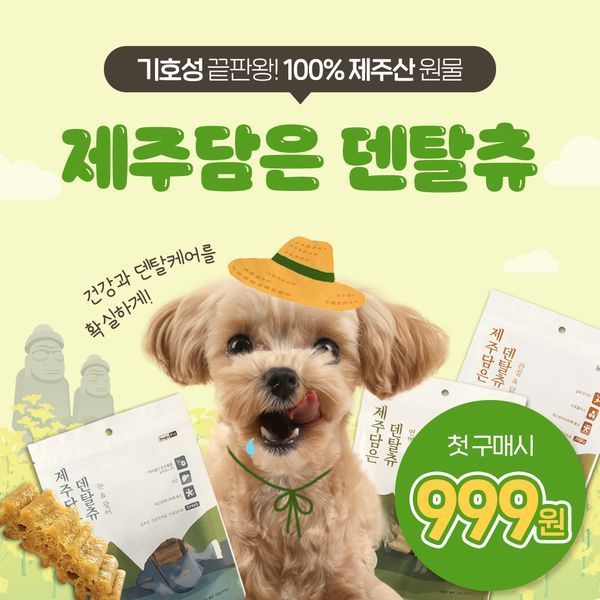 기호성 끝판왕! 100% 제주산 원물
제주담은 덴탈츄
건강과 덴탈케어를
확실하게!
제주담은
덴탈츄
제주담은
덴탈츄
제주담은
덴탈츄
첫 구매시
999원